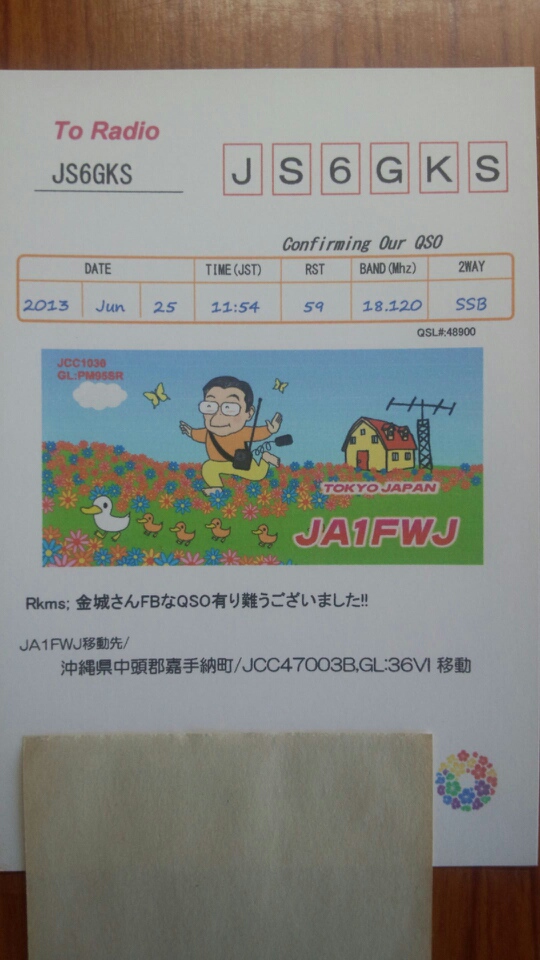 To Radio
JS6GKS
JS6GKS
Confirming Our QSO
DATE TIME(JST) RST BAND(Mhz) 2WAY
2013 Jun 25 11:54 59 18.120 SSB
QSL#:48900
JCC1030
GL:PM95SR
TOKYO JAPAN
JA1FWJ
Rkms; 金城さんFBなQSO有り難うございました!!
JA1FWJ移動先/
沖縄県中頭郡嘉手納町/JCC47003B,GL:36VI 移動